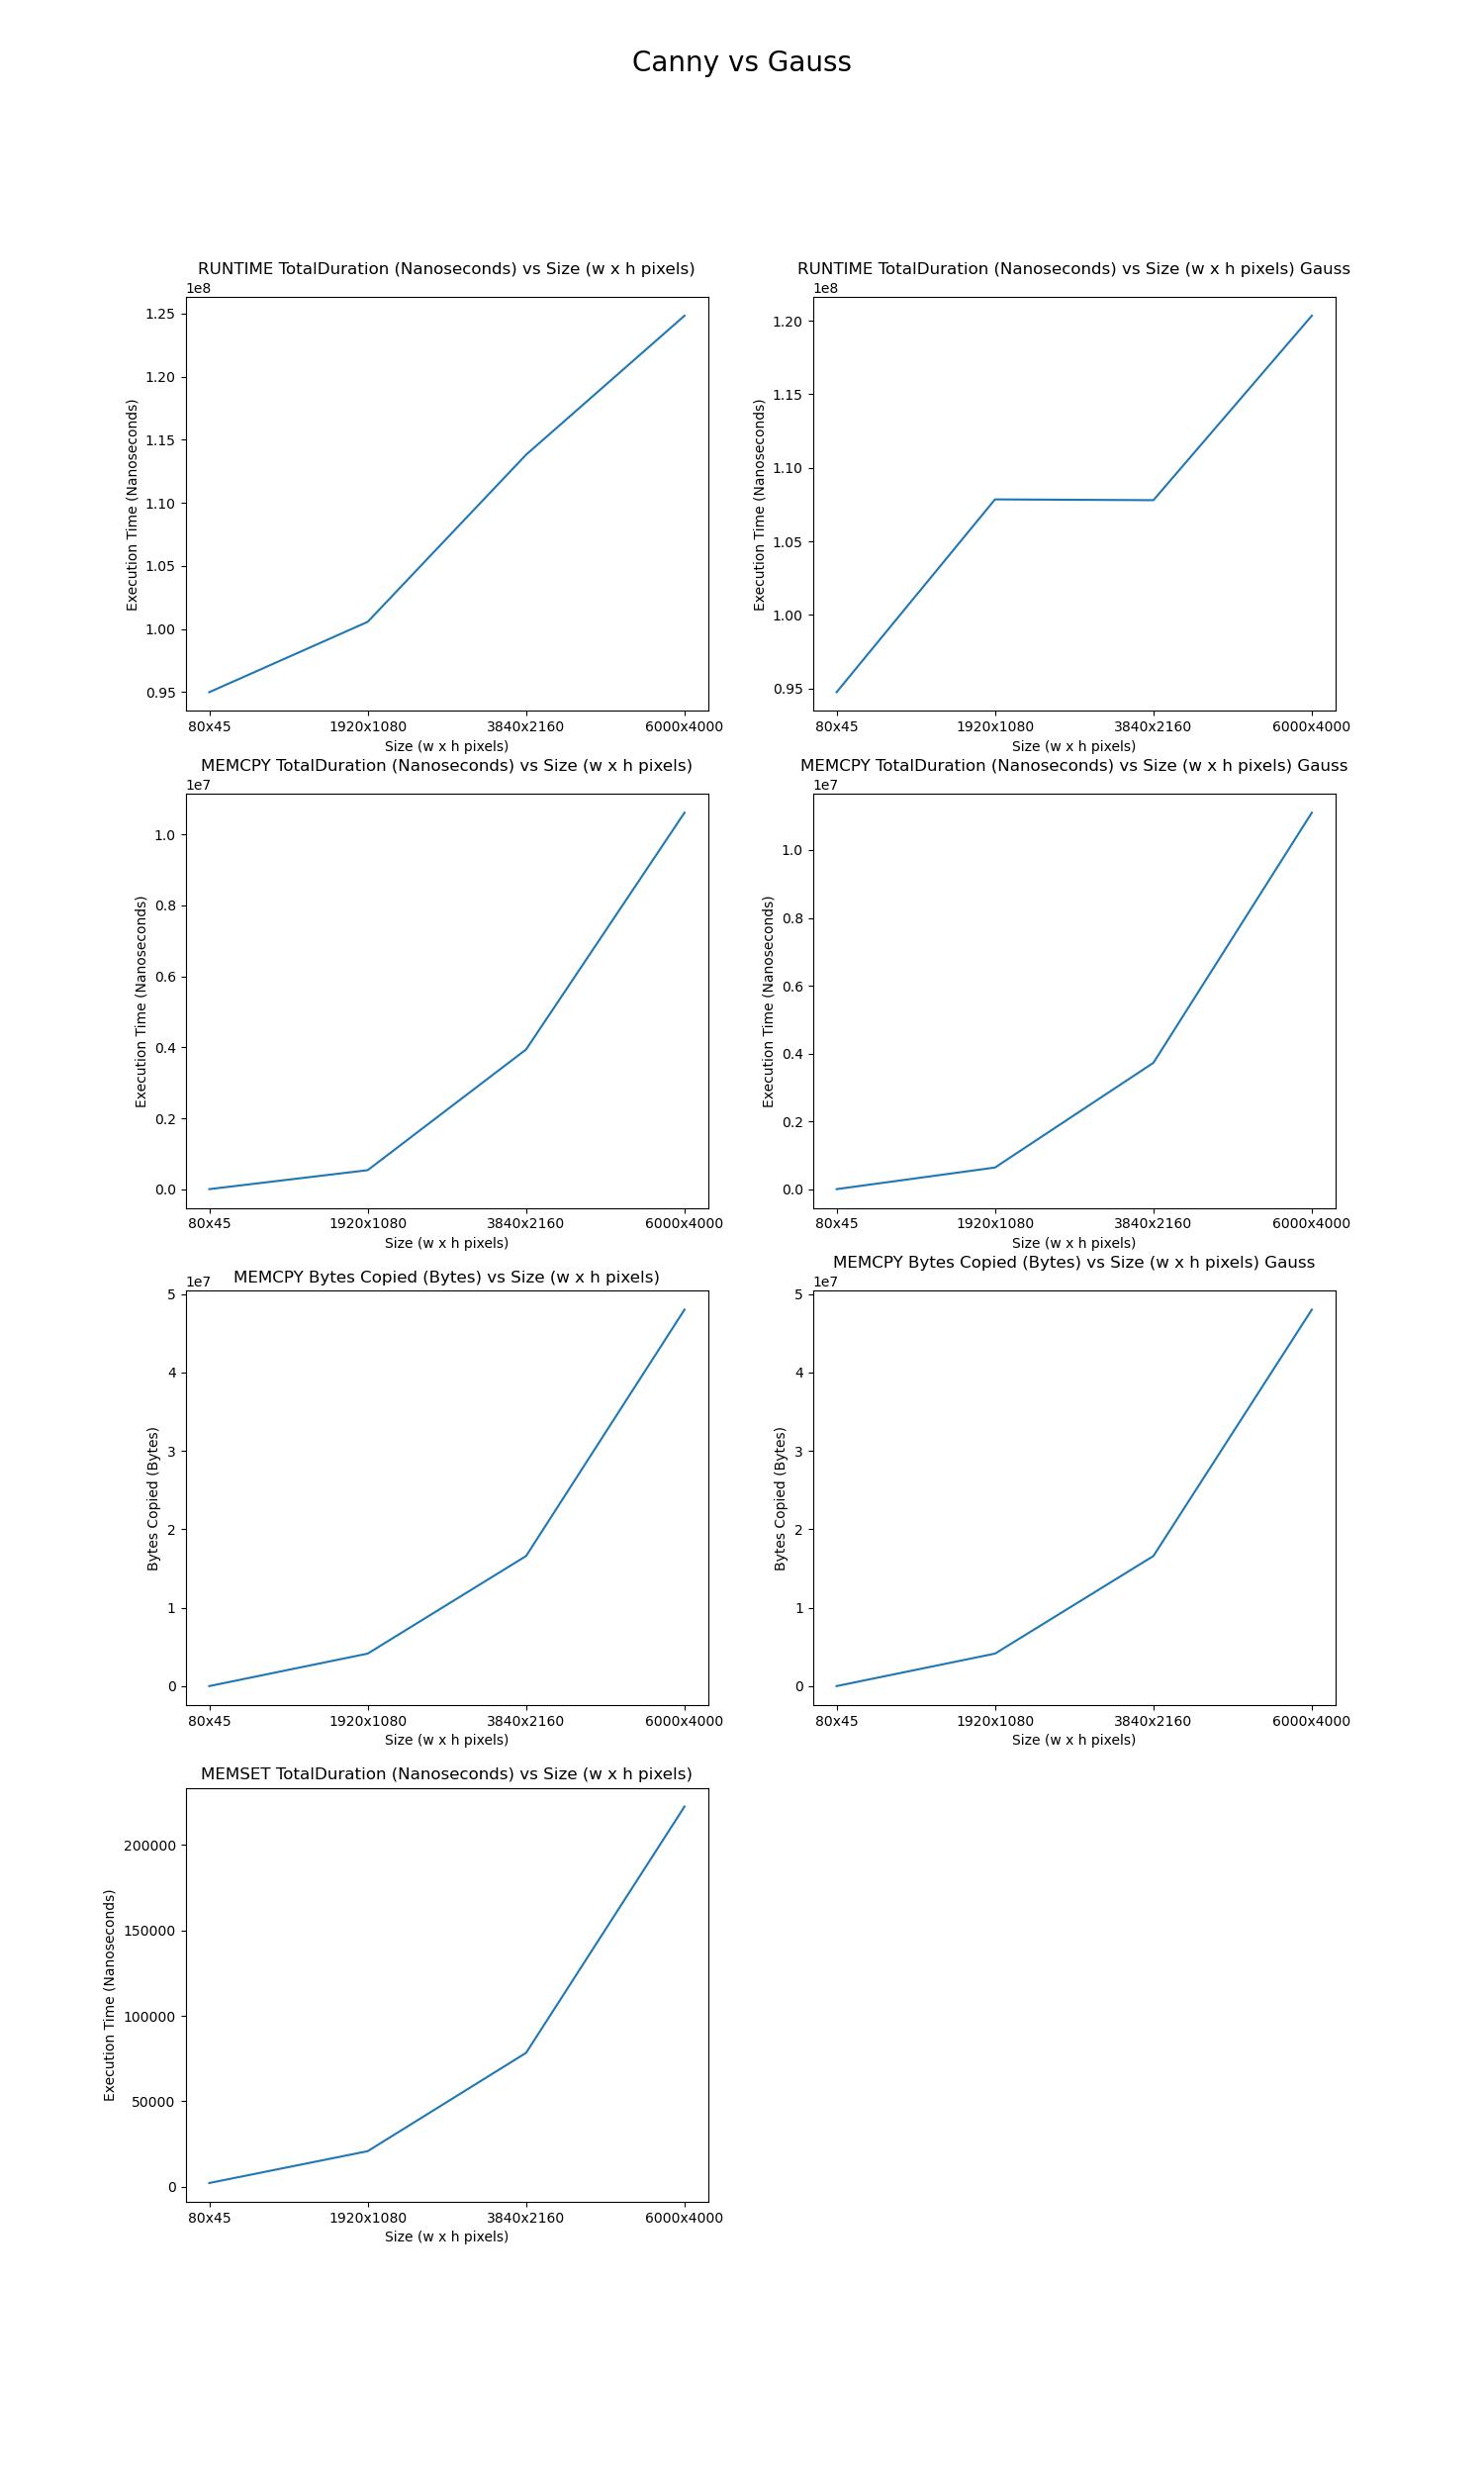 Canny vs Gauss
RUNTIME TotalDuration (Nanoseconds) vs Size (w x h pixels)
1e8
1.25
1.20
1.15
1.10
1.05
1.00
0.95
Execution Time (Nanoseconds)
80x45 1920x1080 3840x2160 6000x4000
Size (w x h pixels)
RUNTIME TotalDuration (Nanoseconds) vs Size (w x h pixels) Gauss
1e8
1.20
1.15
1.10
1.05
1.00
0.95
Execution Time (Nanoseconds)
80x45 1920x1080 3840x2160 6000x4000
Size (w x h pixels)
MEMCPY TotalDuration (Nanoseconds) vs Size (w x h pixels)
1e7
1.0
0.8
0.6
0.4
0.2
0.0
Execution Time (Nanoseconds)
80x45 1920x1080 3840x2160 6000x4000
Size (w x h pixels)
MEMCPY TotalDuration (Nanoseconds) vs Size (w x h pixels) Gauss
1e7
1.0
0.8
0.6
0.4
0.2
0.0
Execution Time (Nanoseconds)
80x45 1920x1080 3840x2160 6000x4000
Size (w x h pixels)
MEMCPY Bytes Copied (Bytes) vs Size (w x h pixels)
1e7
5
4
3
2
1
0
Bytes Copied (Bytes)
80x45 1920x1080 3840x2160 6000x4000
Size (w x h pixels)
MEMCPY Bytes Copied (Bytes) vs Size (w x h pixels) Gauss
1e7
5
4
3
2
1
0
Bytes Copied (Bytes)
80x45 1920x1080 3840x2160 6000x4000
Size (w x h pixels)
MEMSET TotalDuration (Nanoseconds) vs Size (w x h pixels)
200000
150000
100000
50000
0
Execution Time (Nanoseconds)
80x45 1920x1080 3840x2160 6000x4000
Size (w x h pixels)